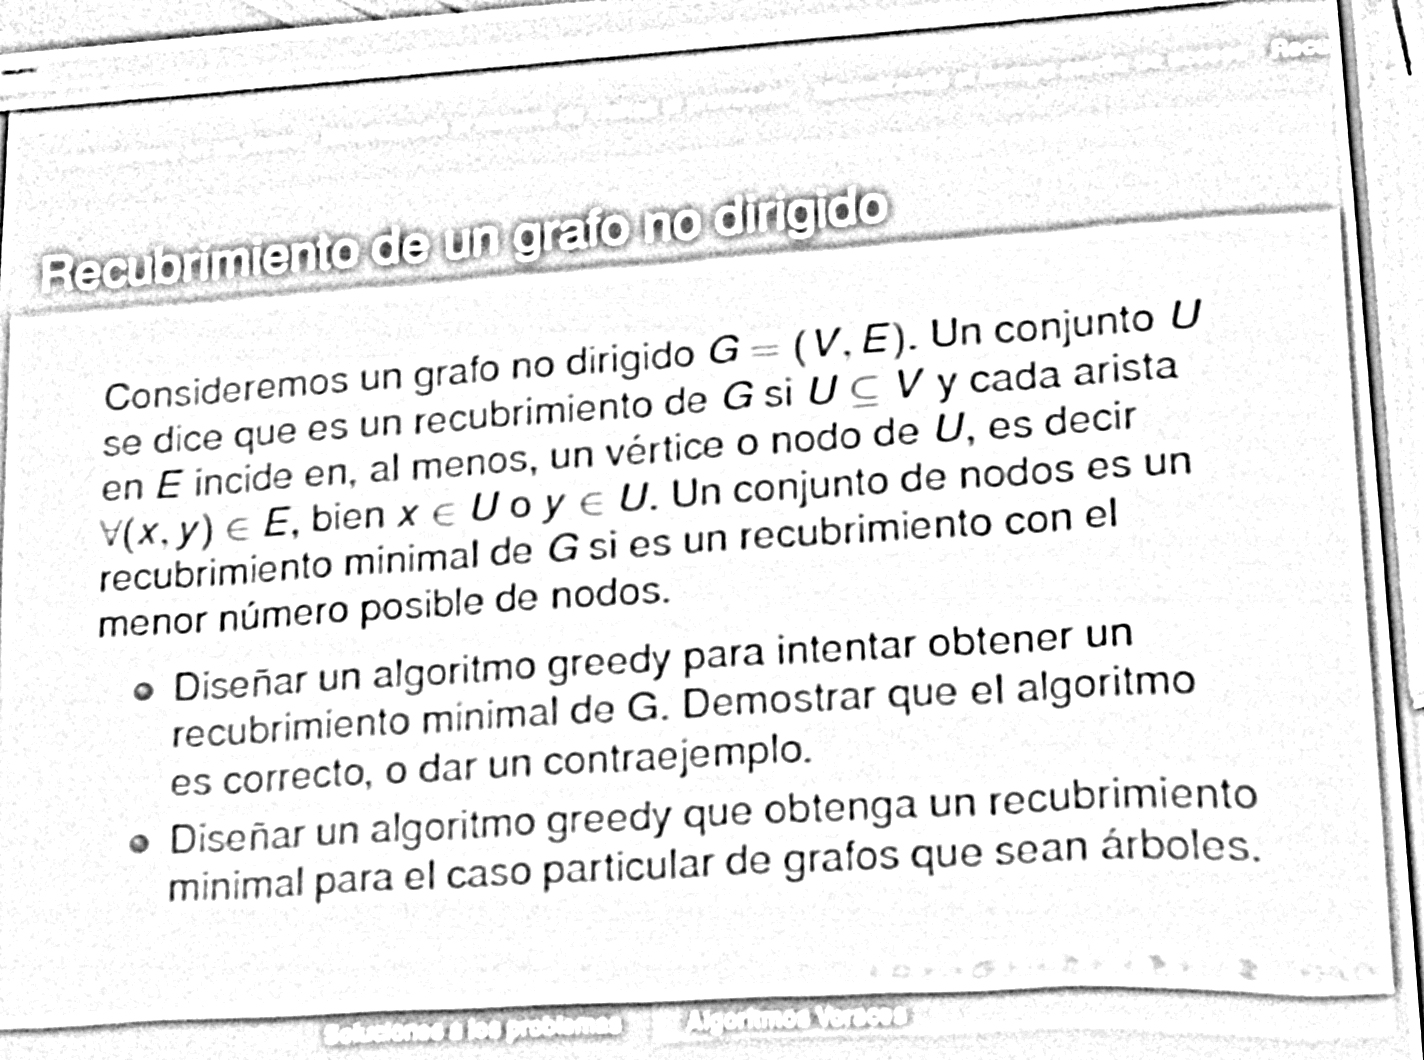 Recubrimiento de un grafo no dirigido
Consideremos un grafo no dirigido G = (V, E). Un conjunto U
se dice que es un recubrimiento de G si U ⊆ V y cada arista
en E incide en, al menos, un vértice o nodo de U, es decir
∀(x, y) ∈ E, bien x ∈ U o y ∈ U. Un conjunto de nodos es un
recubrimiento minimal de G si es un recubrimiento con el
menor número posible de nodos.
Diseñar un algoritmo greedy para intentar obtener un
recubrimiento minimal de G. Demostrar que el algoritmo
es correcto, o dar un contraejemplo.
Diseñar un algoritmo greedy que obtenga un recubrimiento
minimal para el caso particular de grafos que sean árboles.
Soluciones a los problemas Algoritmos Voraces